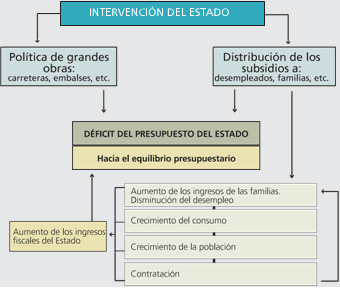 INTERVENCIÓN DEL ESTADO
Política de grandes
obras:
carreteras, embalses, etc.
Distribución de los
subsidios a:
desempleados, familias, etc.
DÉFICIT DEL PRESUPUESTO DEL ESTADO
Hacia el equilibrio presupuestario
Aumento de los ingresos de las familias.
Disminución del desempleo
Crecimiento del consumo
Crecimiento de la población
Contratación
Aumento de los ingresos
fiscales del Estado